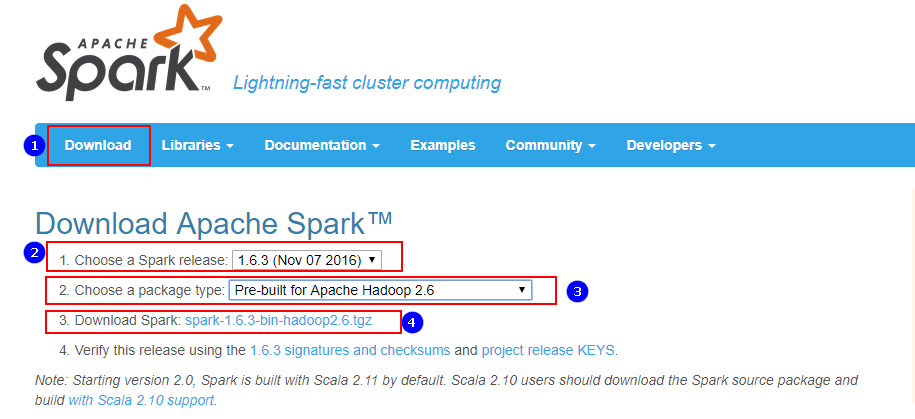 APACHE
Spark™
Lightning-fast cluster computing
1 Download Libraries Documentation Examples Community Developers
Download Apache Spark™
2
1. Choose a Spark release: 1.6.3 (Nov 07 2016)
2. Choose a package type: Pre-built for Apache Hadoop 2.6 3
3. Download Spark: spark-1.6.3-bin-hadoop2.6.tgz 4
4. Verify this release using the 1.6.3 signatures and checksums and project release KEYS.
Note: Starting version 2.0, Spark is built with Scala 2.11 by default. Scala 2.10 users should download the Spark source package and
build with Scala 2.10 support.